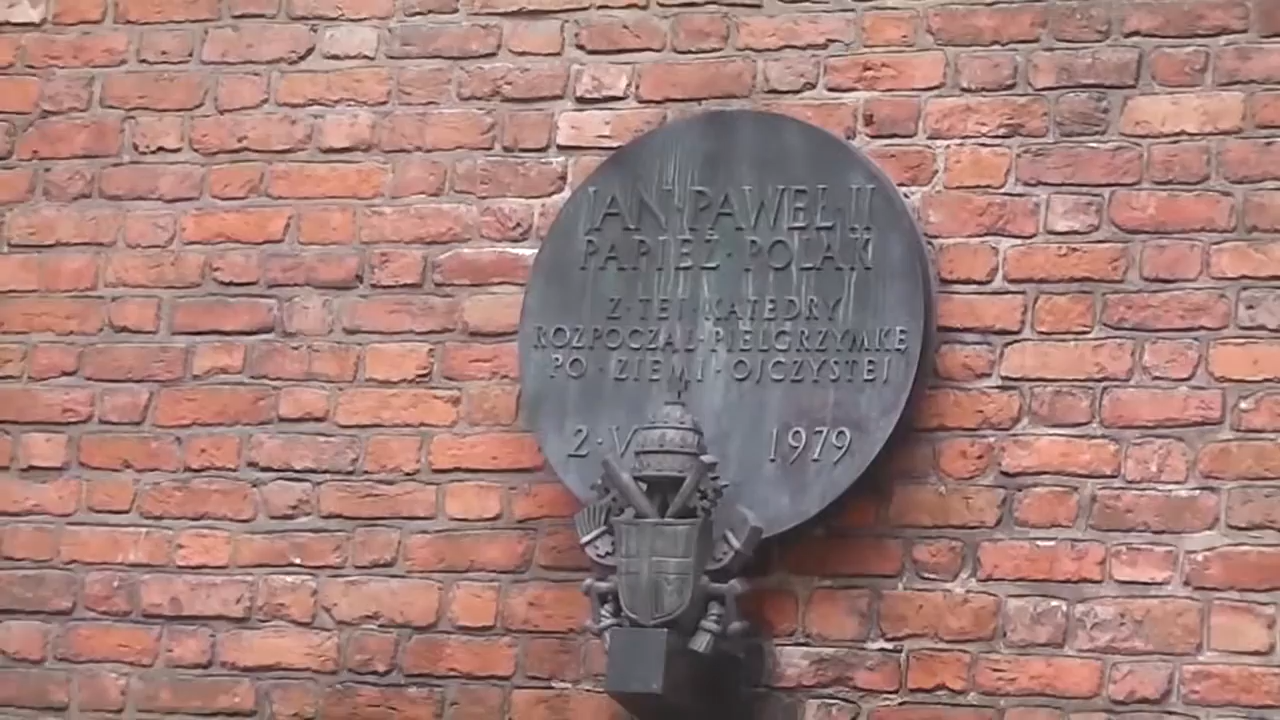 JAN · PAWEŁ · II
PAPIEŻ · POLAK
Z · TEJ · KATEDRY
ROZPOCZĄŁ · PIELGRZYMKĘ
PO · ZIEMI · OJCZYSTEJ
2 · V 1979